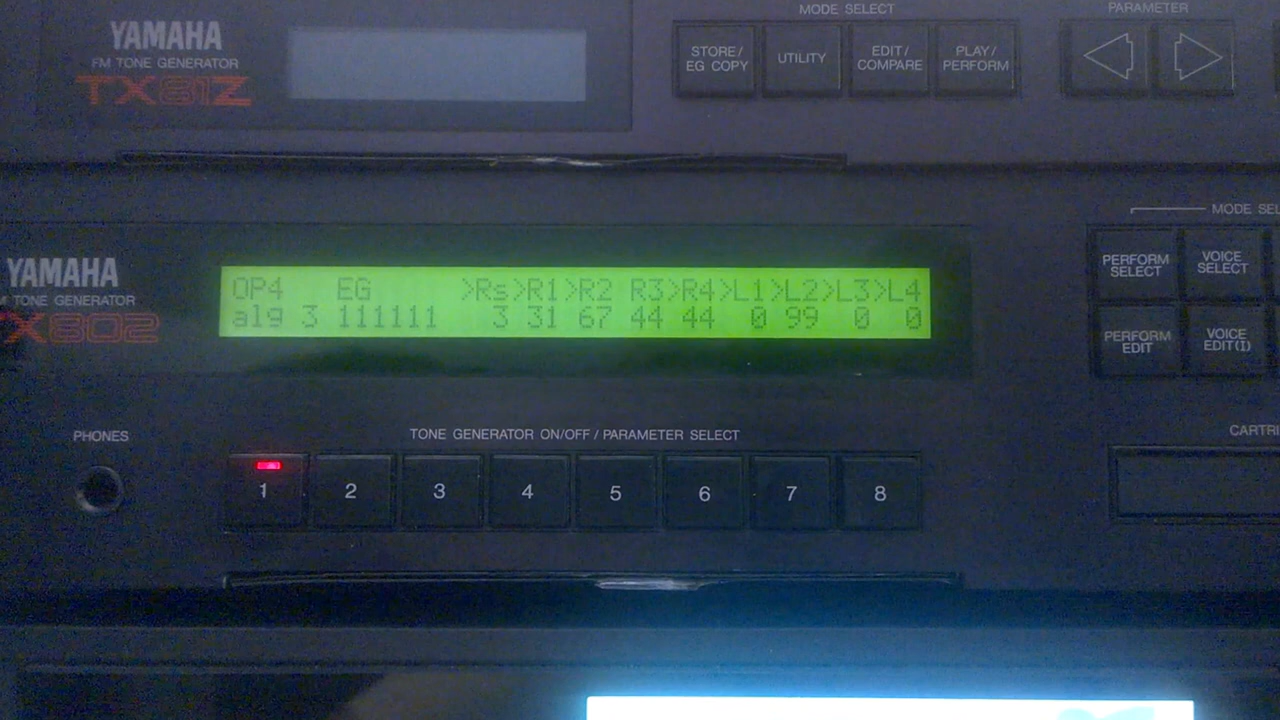 MODE SELECT
PARAMETER
YAMAHA
FM TONE GENERATOR
TX81Z
STORE/
EG COPY
UTILITY
EDIT/
COMPARE
PLAY/
PERFORM
MODE SEL
YAMAHA
M TONE GENERATOR
TX802
OP4 EG >Rs>R1>R2 R3>R4>L1>L2>L3>L4
alg 3 111111 3 31 67 44 44 0 99 0 0
PERFORM
SELECT
VOICE
SELECT
PERFORM
EDIT
VOICE
EDIT(I)
PHONES
TONE GENERATOR ON/OFF / PARAMETER SELECT
CARTRI
1 2 3 4 5 6 7 8